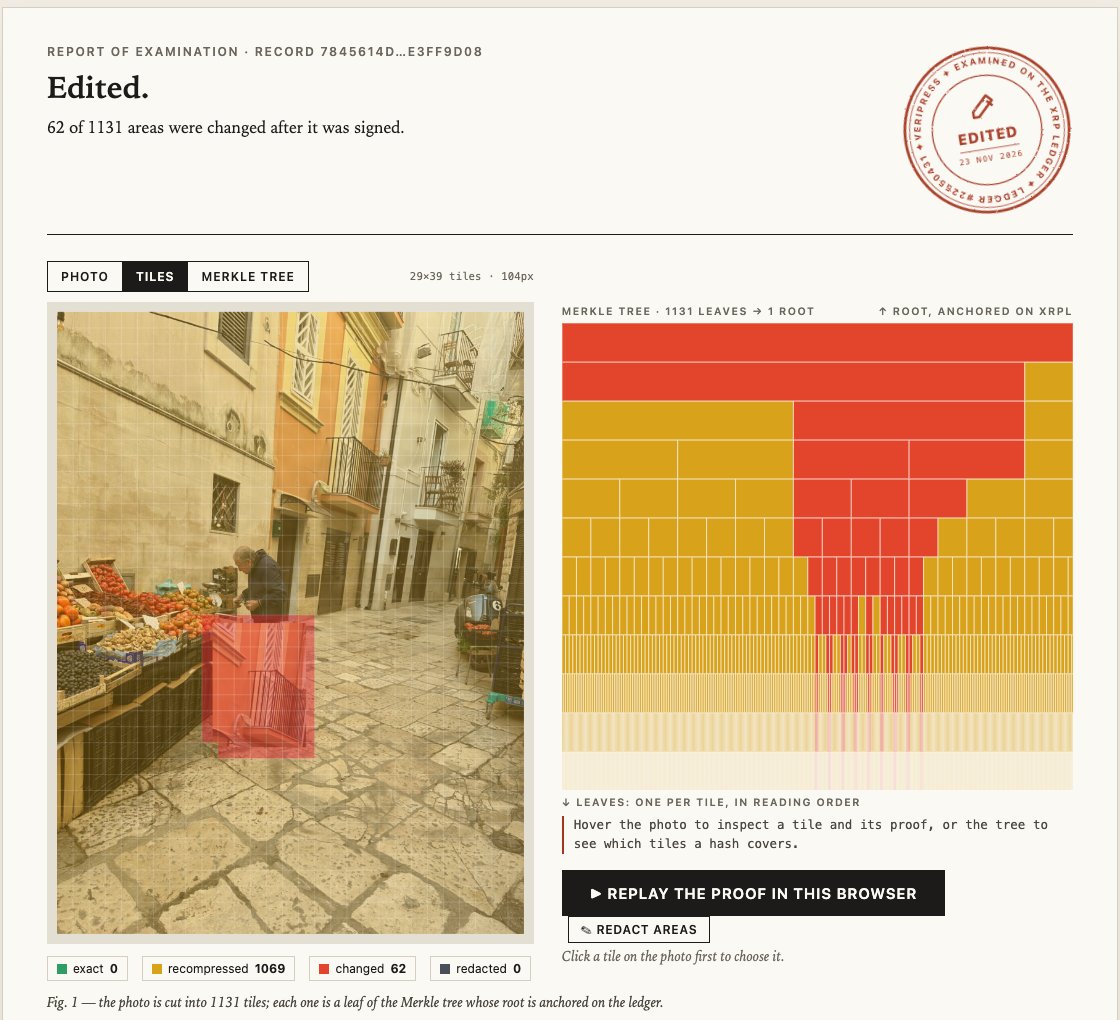 REPORT OF EXAMINATION · RECORD 7845614D…E3FF9D08
Edited.
62 of 1131 areas were changed after it was signed.
VERIPRESS ✦ EXAMINED ON THE XRP LEDGER ✦ LEDGER #22550431 ✦
EDITED
23 NOV 2026
PHOTO TILES MERKLE TREE
29×39 tiles · 104px
MERKLE TREE · 1131 LEAVES → 1 ROOT
↑ ROOT, ANCHORED ON XRPL
6
↓ LEAVES: ONE PER TILE, IN READING ORDER
Hover the photo to inspect a tile and its proof, or the tree to
see which tiles a hash covers.
▶ REPLAY THE PROOF IN THIS BROWSER
✎ REDACT AREAS
Click a tile on the photo first to choose it.
exact 0 recompressed 1069 changed 62 redacted 0
Fig. 1 — the photo is cut into 1131 tiles; each one is a leaf of the Merkle tree whose root is anchored on the ledger.